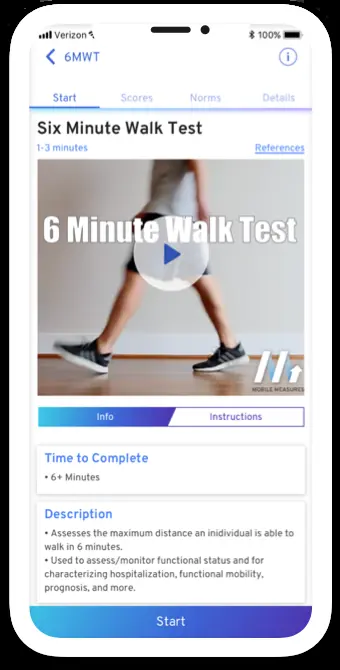 Verizon
100%
6MWT
i
Start
Scores
Norms
Details
Six Minute Walk Test
1-3 minutes
References
6 Minute Walk Test
MOBILE MEASURES
Info
Instructions
Time to Complete
• 6+ Minutes
Description
• Assesses the maximum distance an inidividual is able to
walk in 6 minutes.
• Used to assess/monitor functional status and for
characterizing hospitalization, functional mobility,
prognosis, and more.
Start